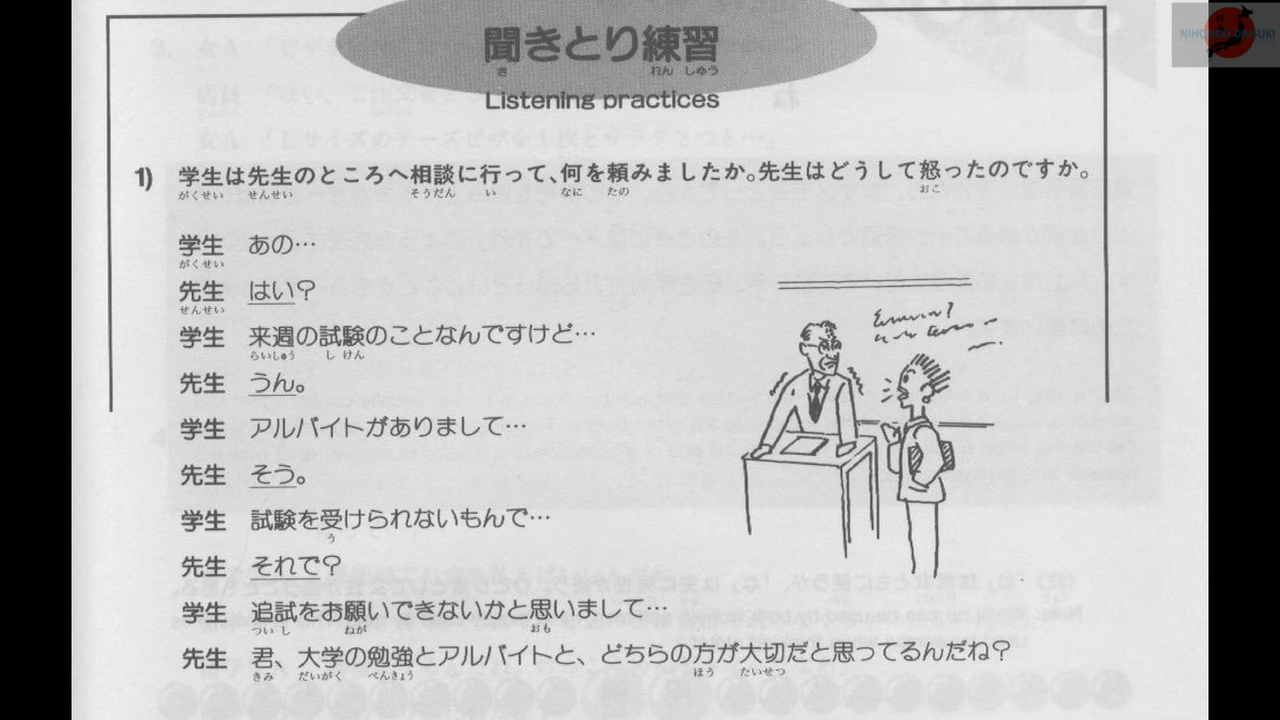 NIHONGO DAISUKI
聞きとり練習
き れん しゅう
Listening practices
1) 学生は先生のところへ相談に行って、何を頼みましたか。先生はどうして怒ったのですか。
がくせい せんせい そうだん い なに たの おこ
学生 あの…
がくせい
先生 はい?
せんせい
学生 来週の試験のことなんですけど…
らいしゅう し けん
先生 うん。
学生 アルバイトがありまして…
先生 そう。
学生 試験を受けられないもんで…
う
先生 それで?
学生 追試をお願いできないかと思いまして…
ついし ねが おも
先生 君、大学の勉強とアルバイトと、どちらの方が大切だと思ってるんだね?
きみ だいがく べんきょう ほう たいせつ